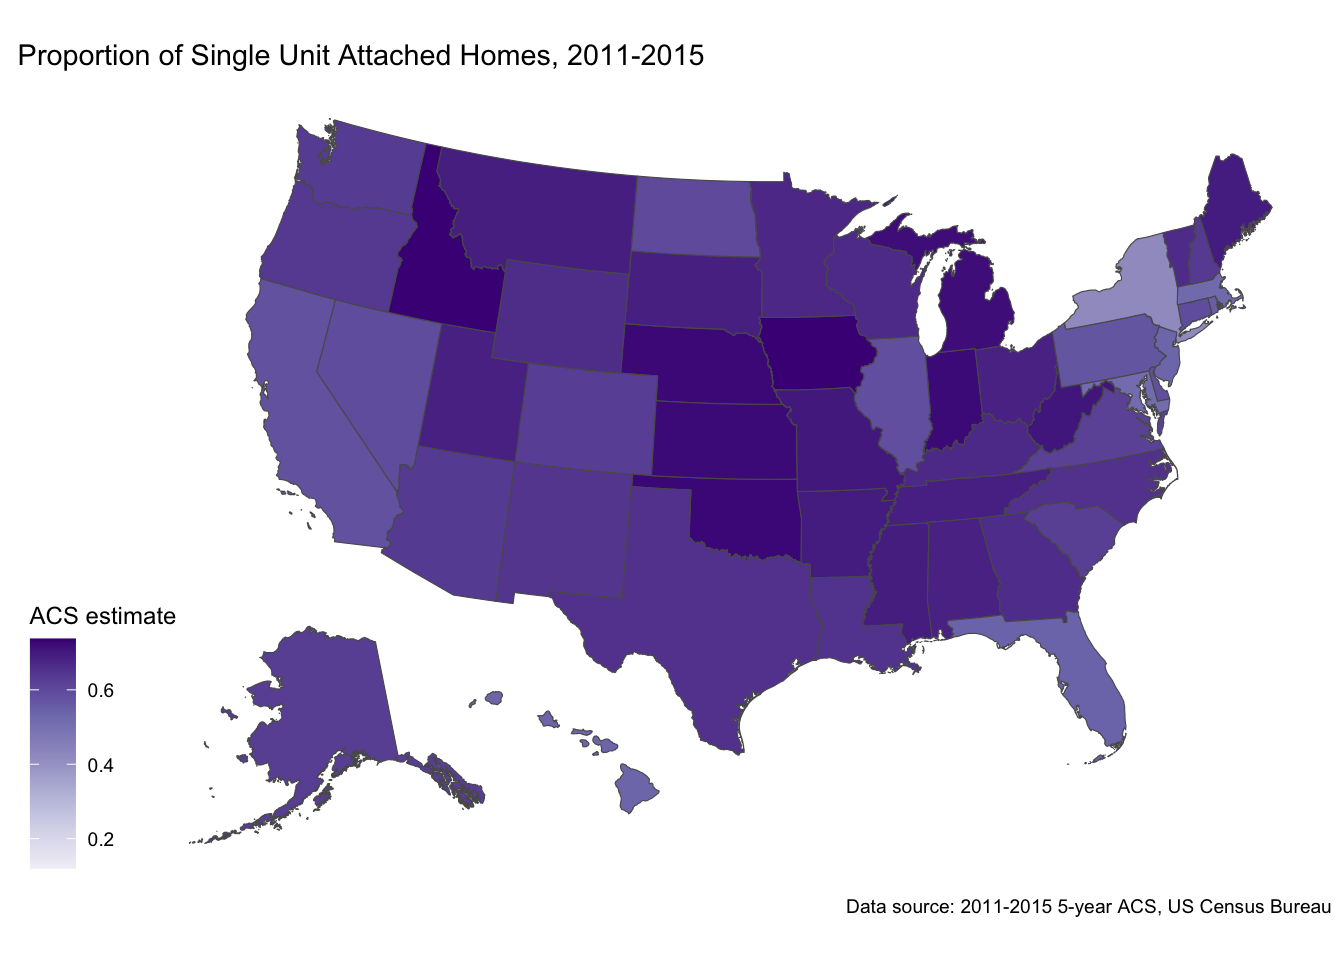 Proportion of Single Unit Attached Homes, 2011-2015
ACS estimate
0.6
0.4
0.2
Data source: 2011-2015 5-year ACS, US Census Bureau